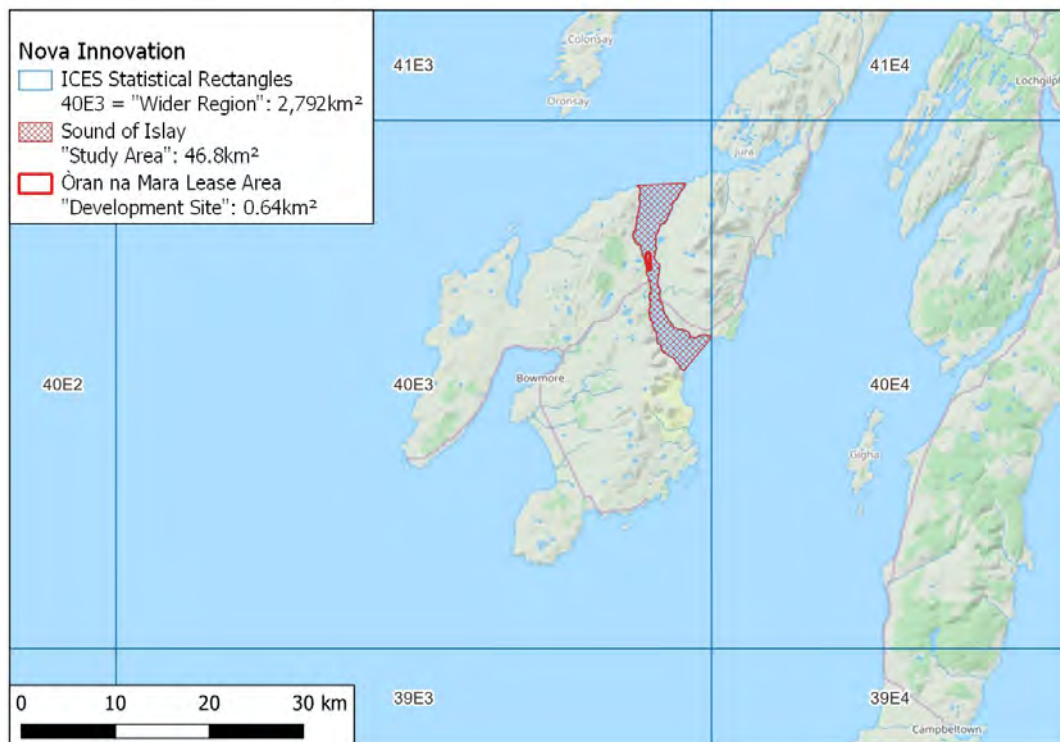 Nova Innovation
ICES Statistical Rectangles
40E3 = "Wider Region": 2,792km²
Sound of Islay
"Study Area": 46.8km²
Òran na Mara Lease Area
"Development Site": 0.64km²
Colonsay
Oronsay
41E3
41E4
Lochgilph
Jura
40E2
40E3
40E4
Bowmore
Gigha
39E3
39E4
Campbeltown
0 10 20 30 km